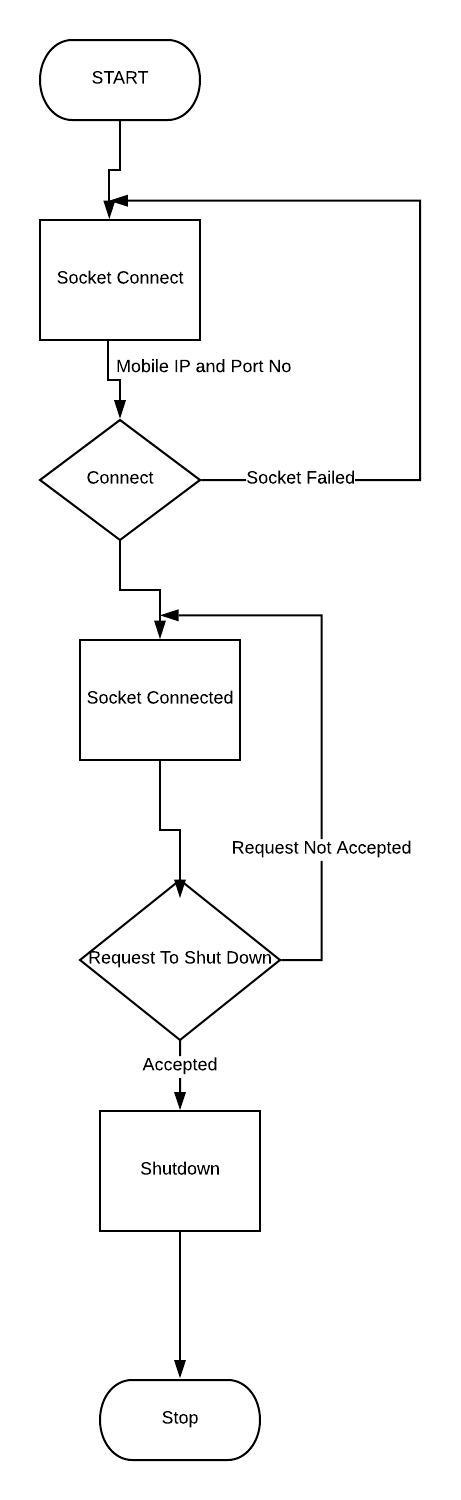 START
Socket Connect
Mobile IP and Port No
Connect
Socket Failed
Socket Connected
Request Not Accepted
Request To Shut Down
Accepted
Shutdown
Stop